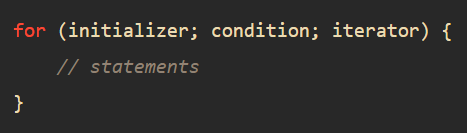 for (initializer; condition; iterator) {
    // statements
}